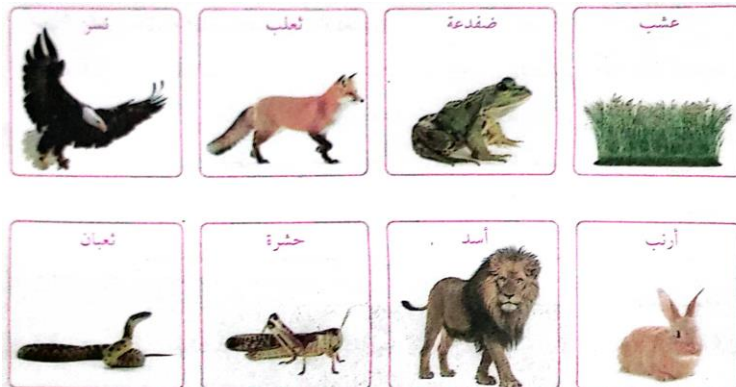 عشب
ضفدعة
ثعلب
نسر
أرنب
أسد
حشرة
ثعبان